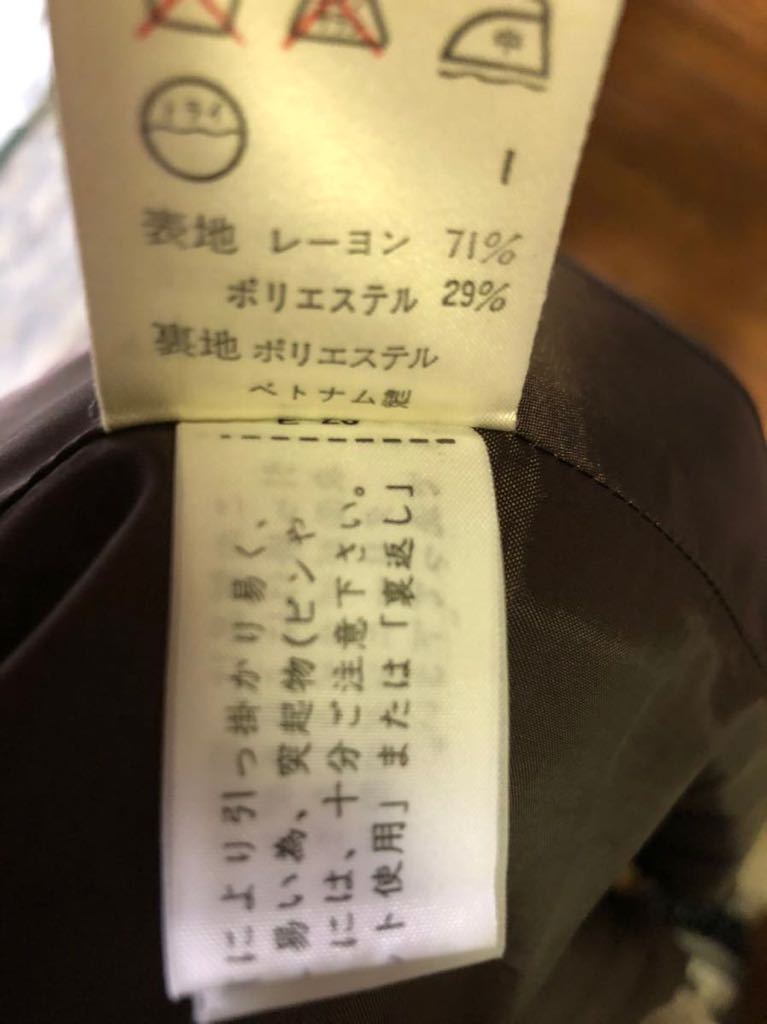 中
ドライ
I
表地 レーヨン 71%
ポリエステル 29%
裏地 ポリエステル
ベトナム製
により引っ掛かり易く、
易い為、突起物(ピンや
には、十分ご注意下さい。
ト使用」または「裏返し」